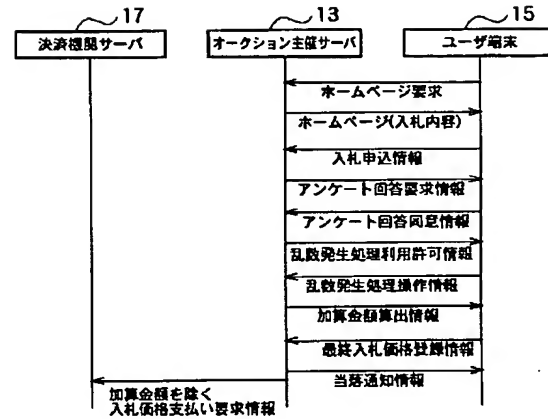 17
13
15
決済機関サーバ
オークション主催サーバ
ユーザ端末
ホームページ要求
ホームページ(入札内容)
入札申込情報
アンケート回答要求情報
アンケート回答同意情報
乱数発生処理利用許可情報
乱数発生処理操作情報
加算金額算出情報
最終入札価格登録情報
当落通知情報
加算金額を除く
入札価格支払い要求情報